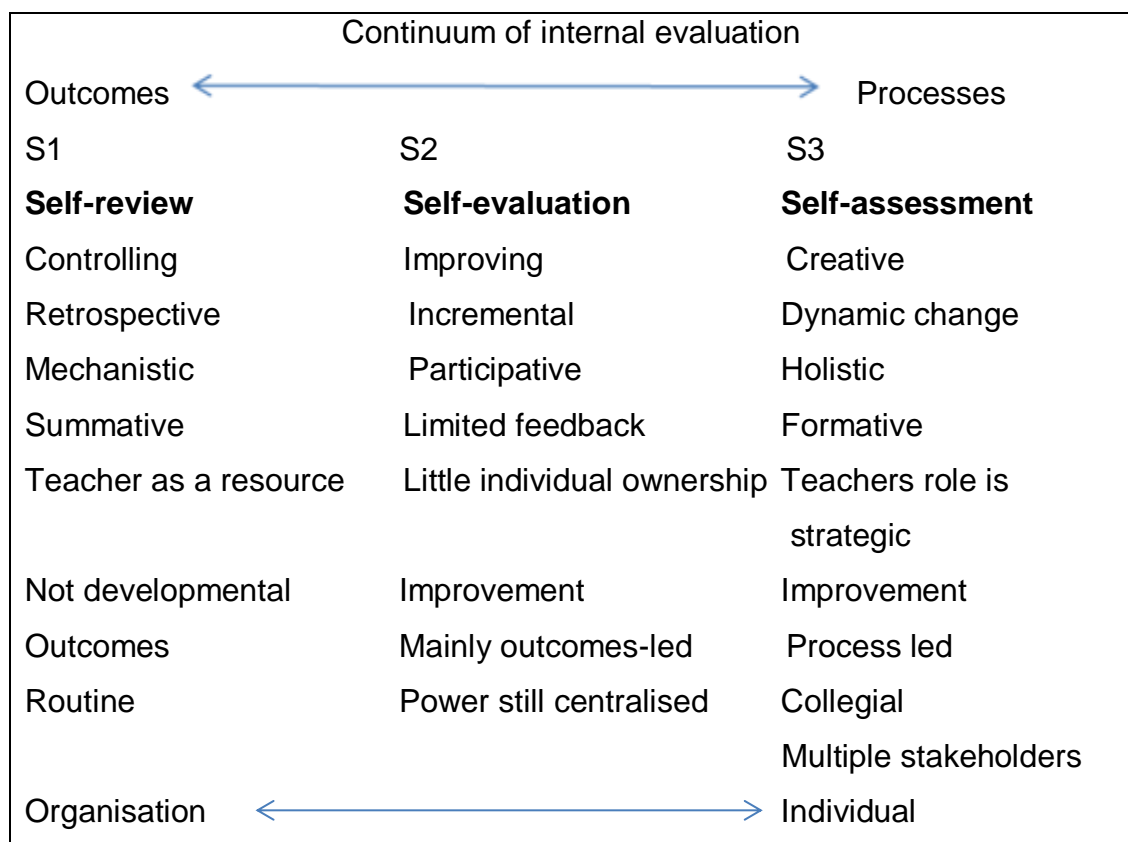 Continuum of internal evaluation
Outcomes Processes
S1 S2 S3
Self-review Self-evaluation Self-assessment
Controlling Improving Creative
Retrospective Incremental Dynamic change
Mechanistic Participative Holistic
Summative Limited feedback Formative
Teacher as a resource Little individual ownership Teachers role is
strategic
Not developmental Improvement Improvement
Outcomes Mainly outcomes-led Process led
Routine Power still centralised Collegial
Multiple stakeholders
Organisation Individual